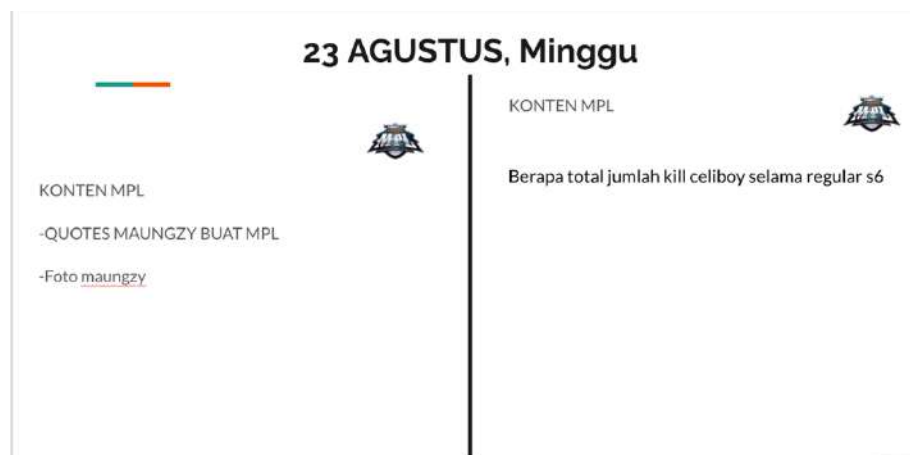 23 AGUSTUS, Minggu
KONTEN MPL
-QUOTES MAUNGZY BUAT MPL
-Foto maungzy
KONTEN MPL
Berapa total jumlah kill celiboy selama regular s6